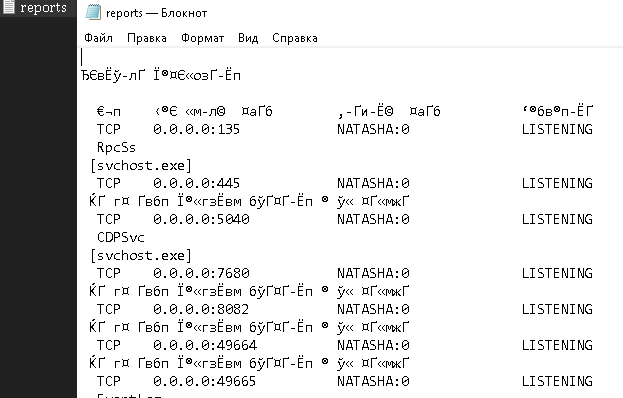 reports
reports — Блокнот
Файл Правка Формат Вид Справка
ЂЄвЁў-лҐ Ї®¤Є«озҐ-Ёп
€¬п ‹®Є «м-л©  ¤аҐб ‚-Ґи-Ё©  ¤аҐб ‘®бв®п-ЁҐ
TCP 0.0.0.0:135 NATASHA:0 LISTENING
RpcSs
[svchost.exe]
TCP 0.0.0.0:445 NATASHA:0 LISTENING
ЌҐ г¤ Ґвбп Ї®«гзЁвм бўҐ¤Ґ-Ёп ® ў« ¤Ґ«мжҐ
TCP 0.0.0.0:5040 NATASHA:0 LISTENING
CDPSvc
[svchost.exe]
TCP 0.0.0.0:7680 NATASHA:0 LISTENING
ЌҐ г¤ Ґвбп Ї®«гзЁвм бўҐ¤Ґ-Ёп ® ў« ¤Ґ«мжҐ
TCP 0.0.0.0:8082 NATASHA:0 LISTENING
ЌҐ г¤ Ґвбп Ї®«гзЁвм бўҐ¤Ґ-Ёп ® ў« ¤Ґ«мжҐ
TCP 0.0.0.0:49664 NATASHA:0 LISTENING
ЌҐ г¤ Ґвбп Ї®«гзЁвм бўҐ¤Ґ-Ёп ® ў« ¤Ґ«мжҐ
TCP 0.0.0.0:49665 NATASHA:0 LISTENING